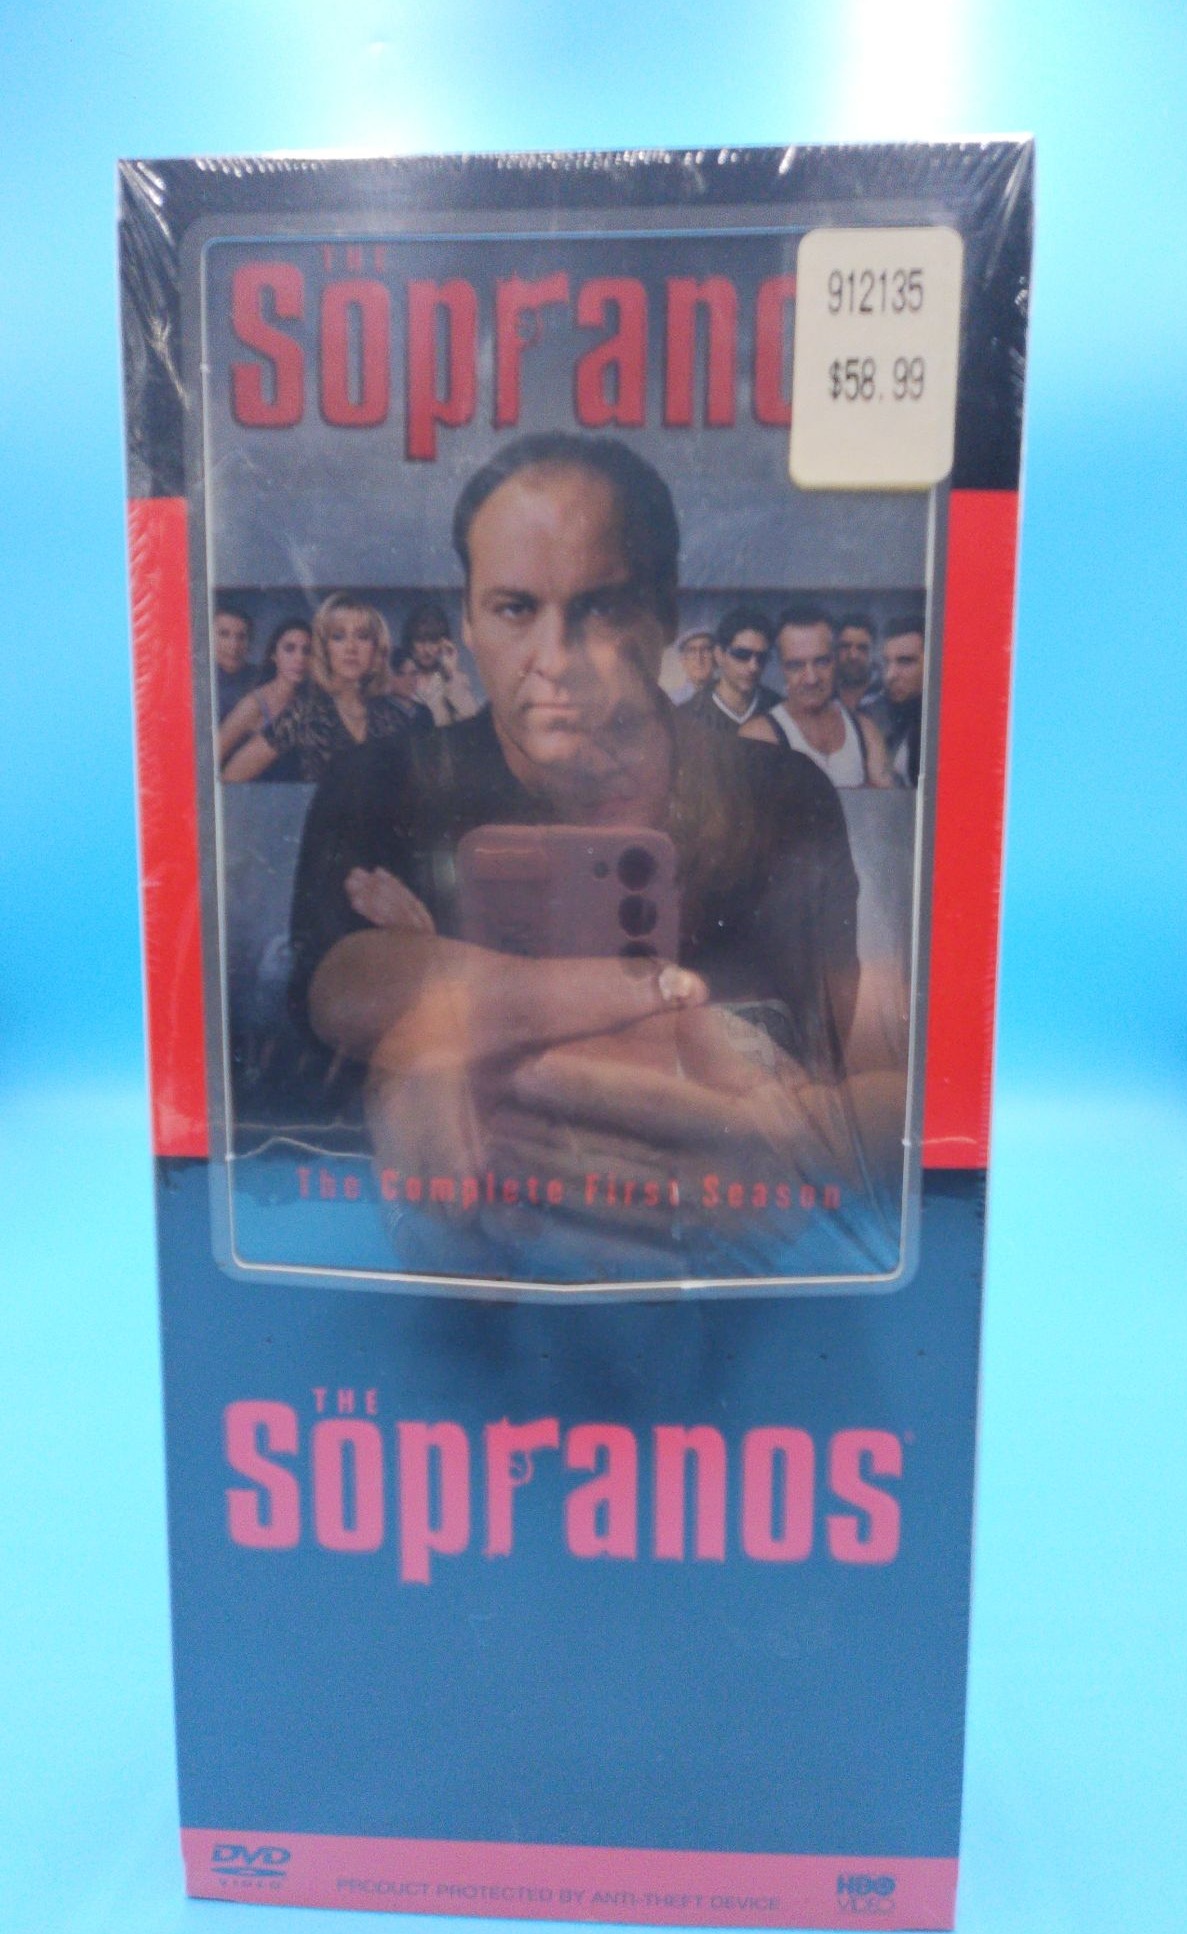 THE
Soprano
912135
$58.99
The Complete First Season
THE
Sopranos
DVD
VIDEO
PRODUCT PROTECTED BY ANTI-THEFT DEVICE
HBO
VIDEO